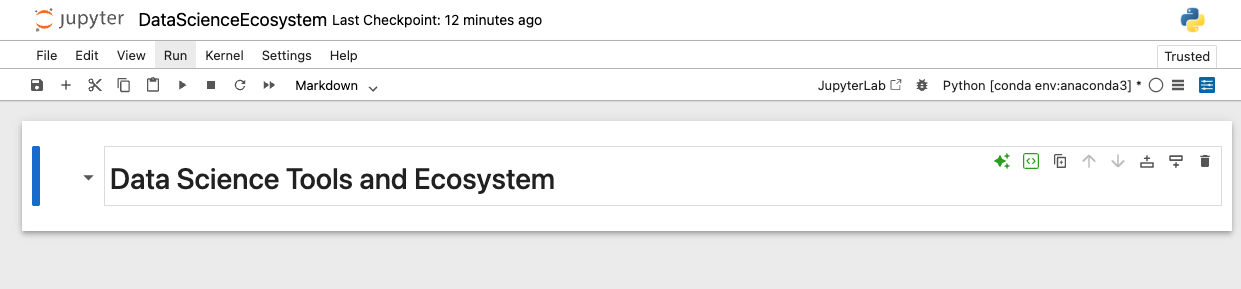 jupyter DataScienceEcosystem Last Checkpoint: 12 minutes ago
File Edit View Run Kernel Settings Help Trusted
Markdown JupyterLab Python [conda env:anaconda3] *
Data Science Tools and Ecosystem